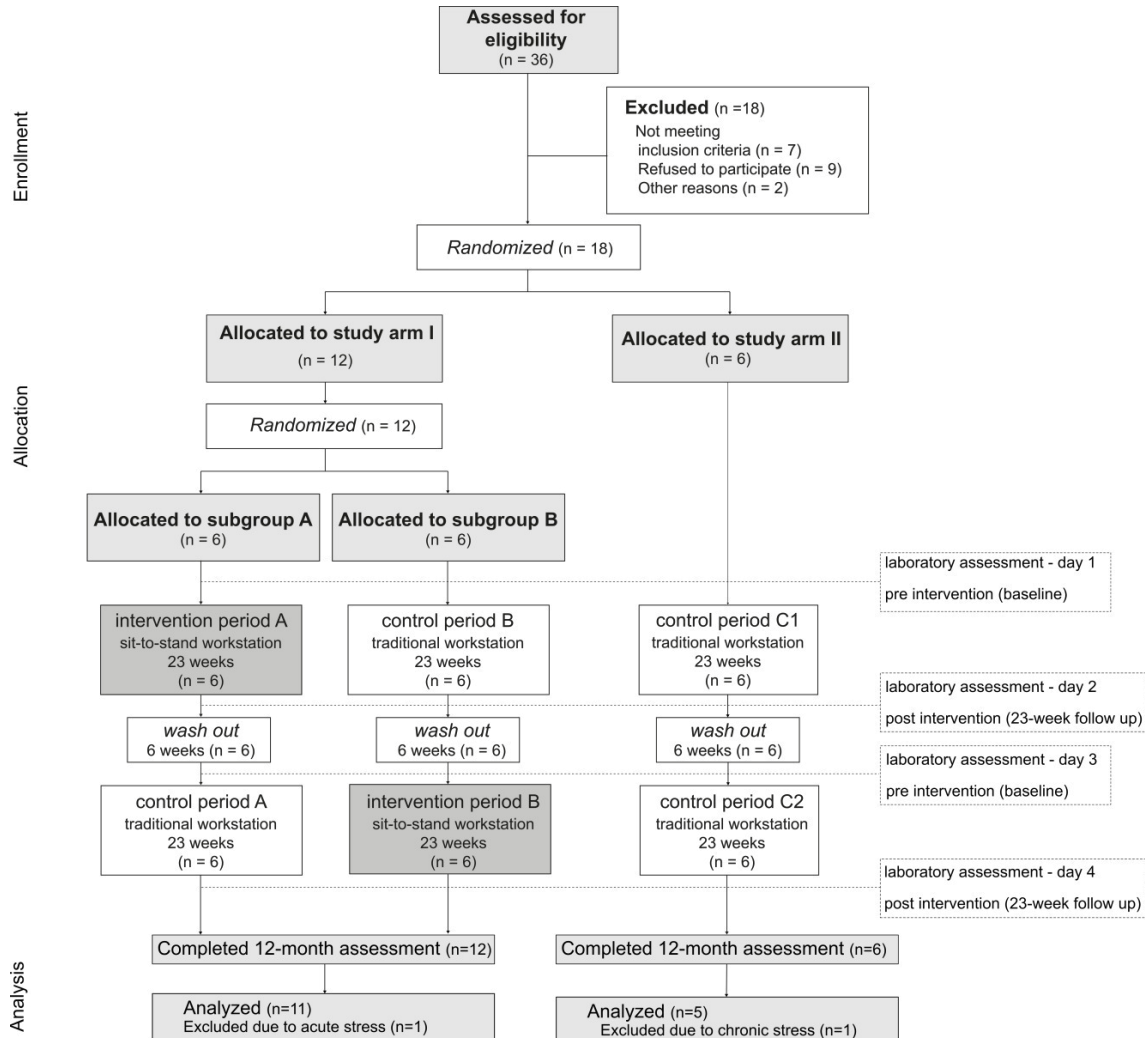 Assessed for
eligibility
(n = 36)
Enrollment
Excluded (n =18)
Not meeting
inclusion criteria (n = 7)
Refused to participate (n = 9)
Other reasons (n = 2)
Randomized (n = 18)
Allocation
Allocated to study arm I
(n = 12)
Allocated to study arm II
(n = 6)
Randomized (n = 12)
Allocated to subgroup A
(n = 6)
Allocated to subgroup B
(n = 6)
laboratory assessment - day 1
pre intervention (baseline)
intervention period A
sit-to-stand workstation
23 weeks
(n = 6)
control period B
traditional workstation
23 weeks
(n = 6)
control period C1
traditional workstation
23 weeks
(n = 6)
laboratory assessment - day 2
post intervention (23-week follow up)
wash out
6 weeks (n = 6)
wash out
6 weeks (n = 6)
wash out
6 weeks (n = 6)
laboratory assessment - day 3
pre intervention (baseline)
control period A
traditional workstation
23 weeks
(n = 6)
intervention period B
sit-to-stand workstation
23 weeks
(n = 6)
control period C2
traditional workstation
23 weeks
(n = 6)
laboratory assessment - day 4
post intervention (23-week follow up)
Analysis
Completed 12-month assessment (n=12)
Completed 12-month assessment (n=6)
Analyzed (n=11)
Excluded due to acute stress (n=1)
Analyzed (n=5)
Excluded due to chronic stress (n=1)